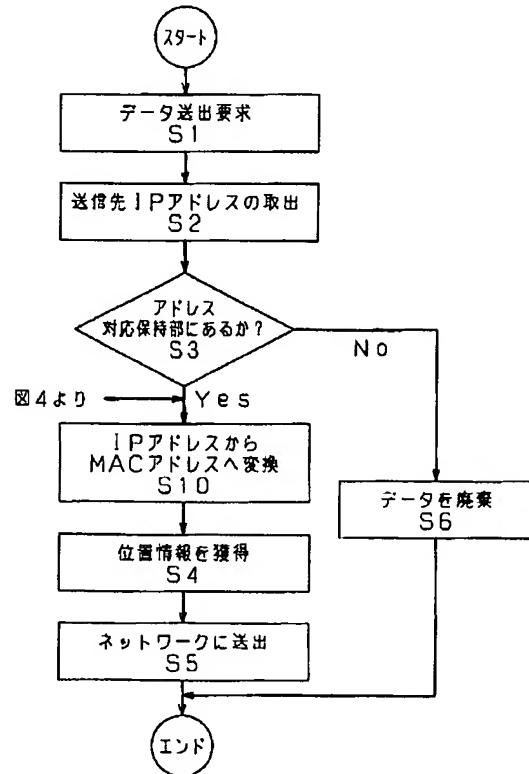 スタート
データ送出要求
S1
送信先IPアドレスの取出
S2
アドレス
対応保持部にあるか?
S3
No
図4より
Yes
IPアドレスから
MACアドレスへ変換
S10
データを廃棄
S6
位置情報を獲得
S4
ネットワークに送出
S5
エンド